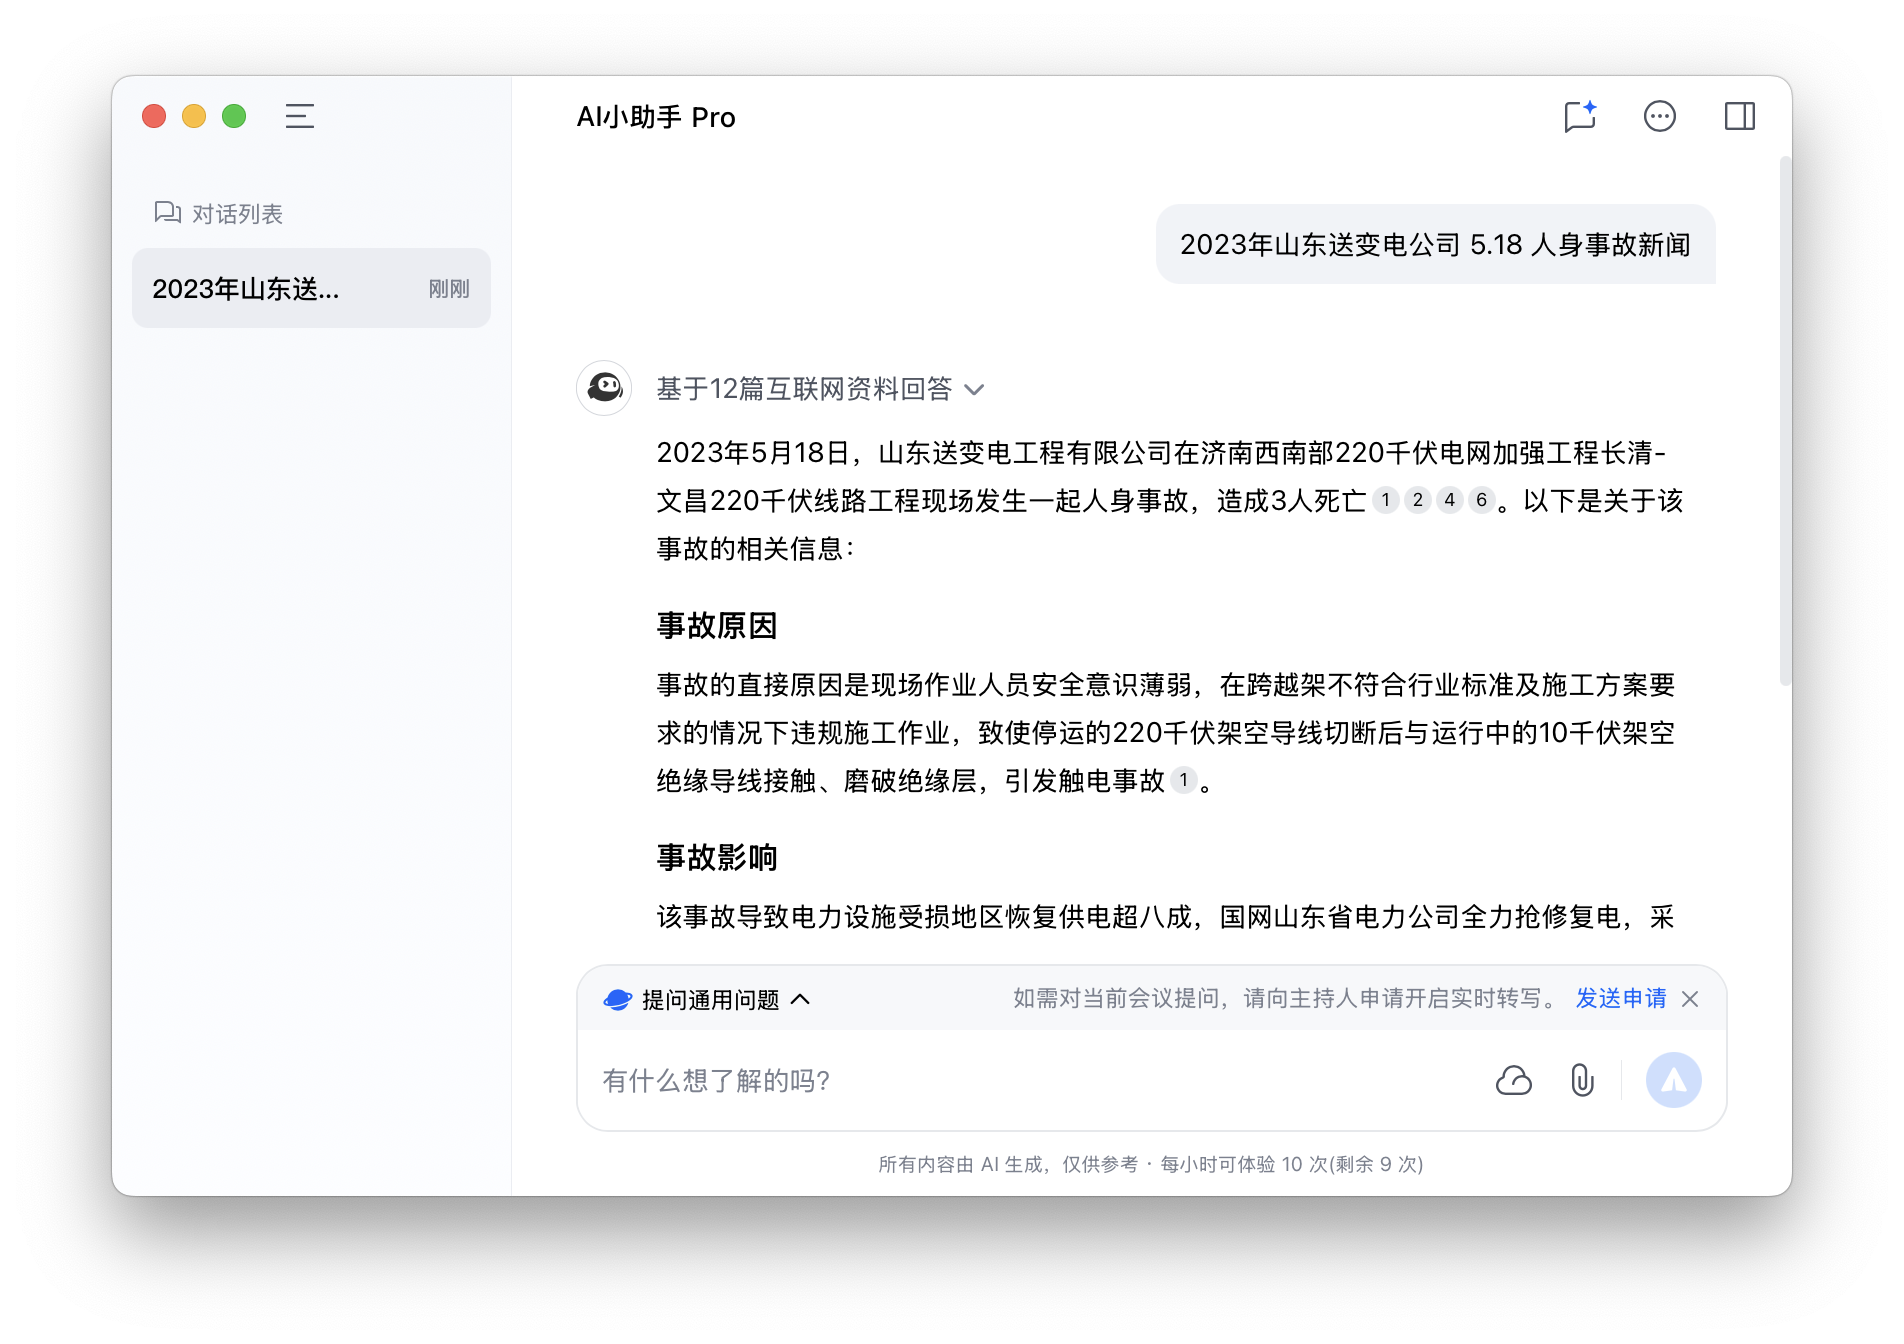 AI小助手 Pro
对话列表
2023年山东送... 刚刚
2023年山东送变电公司 5.18 人身事故新闻
基于12篇互联网资料回答
2023年5月18日，山东送变电工程有限公司在济南西南部220千伏电网加强工程长清-
文昌220千伏线路工程现场发生一起人身事故，造成3人死亡 1 2 4 6 。以下是关于该
事故的相关信息：
事故原因
事故的直接原因是现场作业人员安全意识薄弱，在跨越架不符合行业标准及施工方案要
求的情况下违规施工作业，致使停运的220千伏架空导线切断后与运行中的10千伏架空
绝缘导线接触、磨破绝缘层，引发触电事故 1 。
事故影响
该事故导致电力设施受损地区恢复供电超八成，国网山东省电力公司全力抢修复电，采
提问通用问题 如需对当前会议提问，请向主持人申请开启实时转写。 发送申请
有什么想了解的吗?
所有内容由 AI 生成，仅供参考 · 每小时可体验 10 次(剩余 9 次)